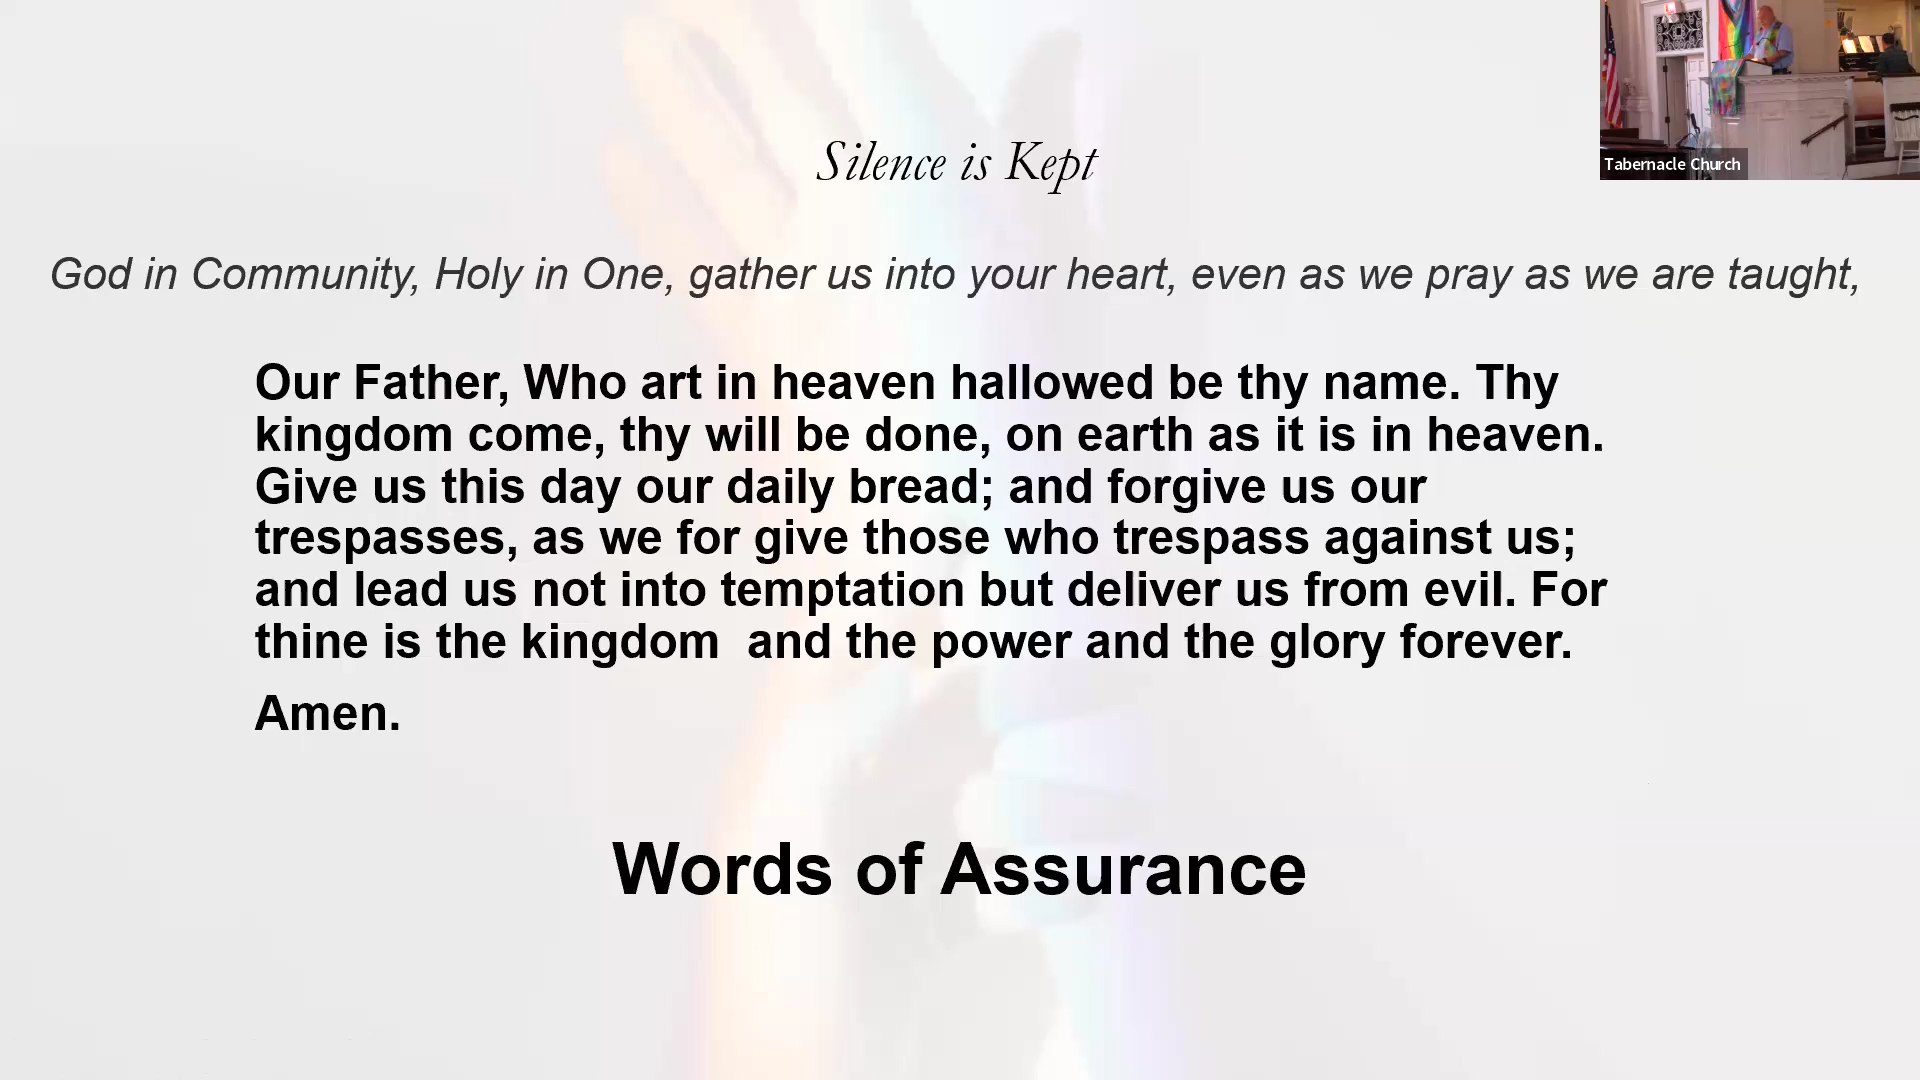 Silence is Kept
Tabernacle Church
God in Community, Holy in One, gather us into your heart, even as we pray as we are taught,
Our Father, Who art in heaven hallowed be thy name. Thy
kingdom come, thy will be done, on earth as it is in heaven.
Give us this day our daily bread; and forgive us our
trespasses, as we for give those who trespass against us;
and lead us not into temptation but deliver us from evil. For
thine is the kingdom  and the power and the glory forever.
Amen.
Words of Assurance